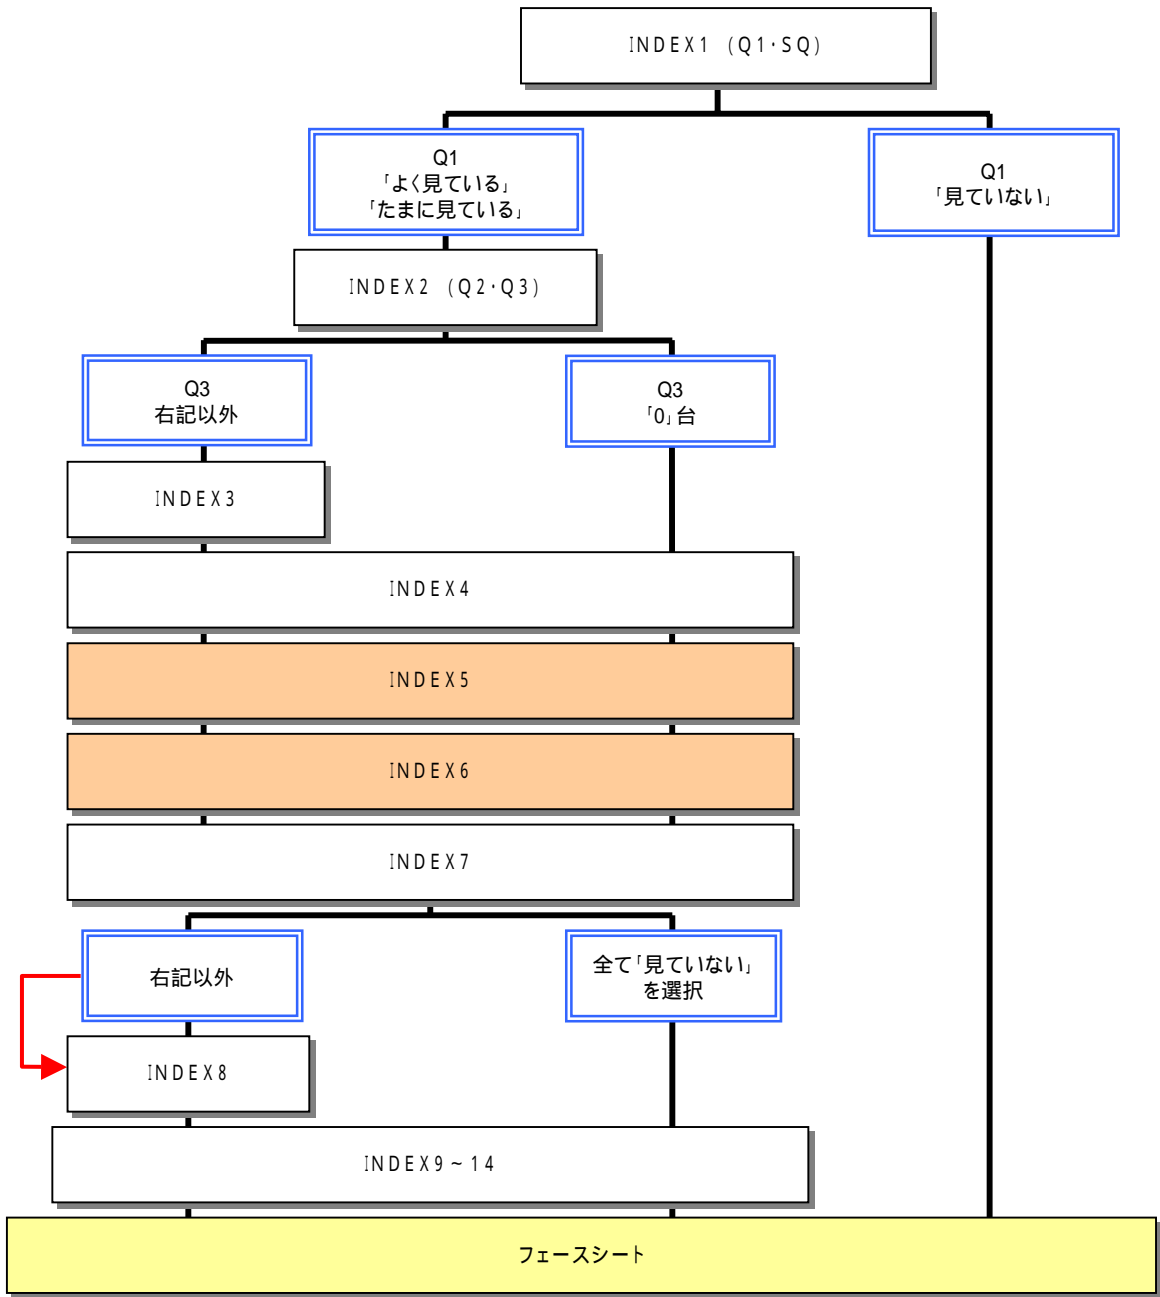 INDEX1 (Q1・SQ)
Q1
「よく見ている」
「たまに見ている」
Q1
「見ていない」
INDEX2 (Q2・Q3)
Q3
右記以外
Q3
「0」台
INDEX3
INDEX4
INDEX5
INDEX6
INDEX7
右記以外
全て「見ていない」
を選択
INDEX8
INDEX9~14
フェースシート